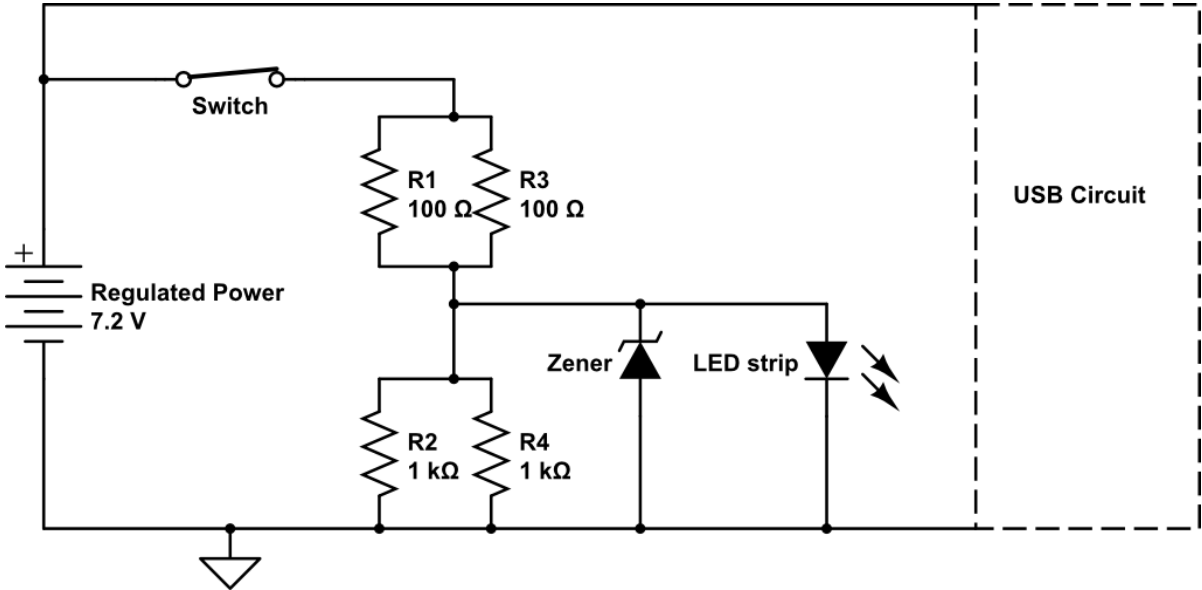 Switch
R1
100 Ω
R3
100 Ω
USB Circuit
+
Regulated Power
7.2 V
Zener
LED strip
R2
1 kΩ
R4
1 kΩ